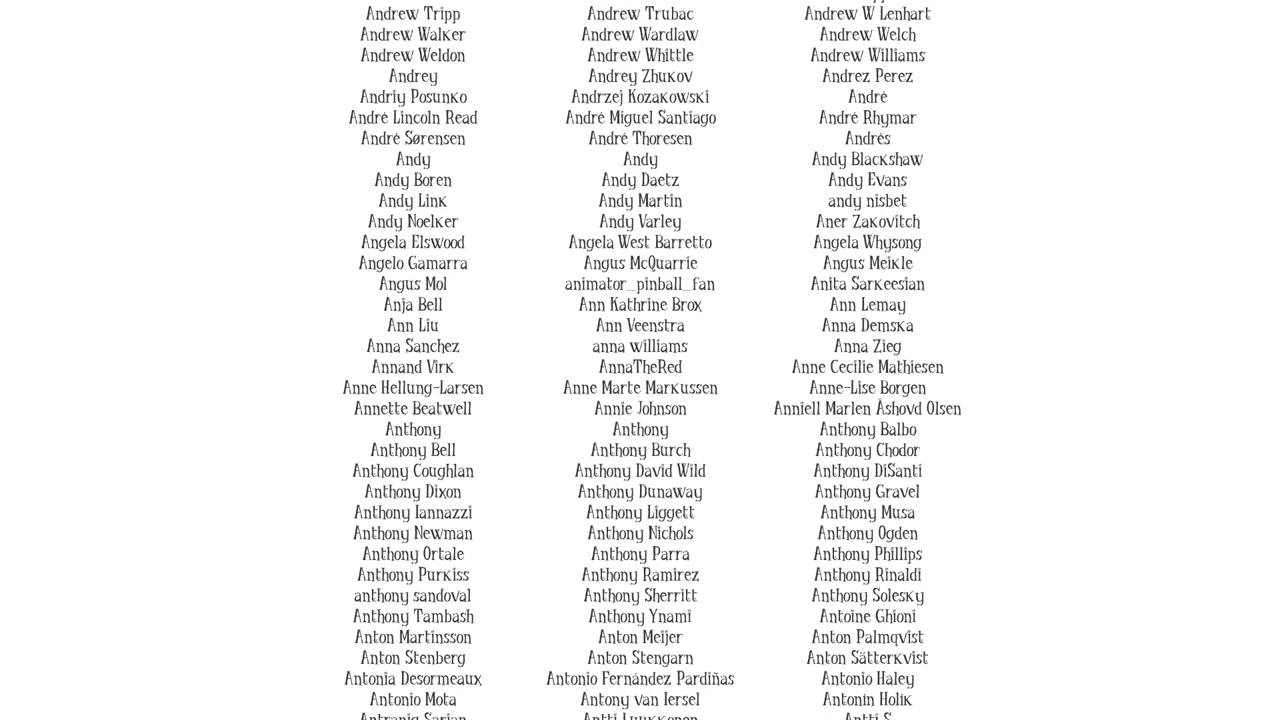 Andrew Tripp Andrew Trubac Andrew W Lenhart
Andrew Walker Andrew Wardlaw Andrew Welch
Andrew Weldon Andrew Whittle Andrew Williams
Andrey Andrey Zhukov Andrez Perez
Andriy Posunko Andrzej Kozakowski André
André Lincoln Read André Miguel Santiago André Rhymar
André Sørensen André Thoresen Andrés
Andy Andy Andy Blackshaw
Andy Boren Andy Daetz Andy Evans
Andy Link Andy Martin andy nisbet
Andy Noelker Andy Varley Aner Zakovitch
Angela Elswood Angela West Barretto Angela Whysong
Angelo Gamarra Angus McQuarrie Angus Meikle
Angus Mol animator_pinball_fan Anita Sarkeesian
Anja Bell Ann Kathrine Brox Ann Lemay
Ann Liu Ann Veenstra Anna Demska
Anna Sanchez anna williams Anna Zieg
Annand Virk AnnaTheRed Anne Cecilie Mathiesen
Anne Hellung-Larsen Anne Marte Markussen Anne-Lise Borgen
Annette Beatwell Annie Johnson Anniell Marlen Åshovd Olsen
Anthony Anthony Anthony Balbo
Anthony Bell Anthony Burch Anthony Chodor
Anthony Coughlan Anthony David Wild Anthony DiSanti
Anthony Dixon Anthony Dunaway Anthony Gravel
Anthony Iannazzi Anthony Liggett Anthony Musa
Anthony Newman Anthony Nichols Anthony Ogden
Anthony Ortale Anthony Parra Anthony Phillips
Anthony Purkiss Anthony Ramirez Anthony Rinaldi
anthony sandoval Anthony Sherritt Anthony Solesky
Anthony Tambash Anthony Ynami Antoine Ghioni
Anton Martinsson Anton Meijer Anton Palmqvist
Anton Stenberg Anton Stengarn Anton Sätterkvist
Antonia Desormeaux Antonio Fernández Pardiñas Antonio Haley
Antonio Mota Antony van Iersel Antonin Holik
Antranig Sarian Antti Luukkonen Antti S